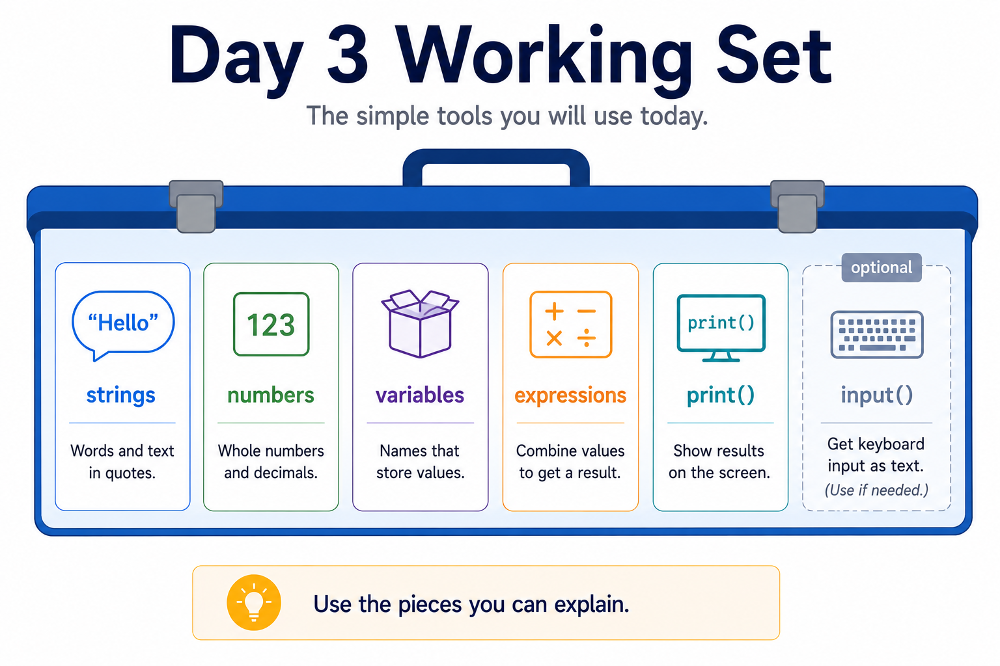 Day 3 Working Set
The simple tools you will use today.
“Hello”
strings
Words and text
in quotes.
123
numbers
Whole numbers
and decimals.
variables
Names that
store values.
+ −
× ÷
expressions
Combine values
to get a result.
print()
print()
Show results
on the screen.
optional
input()
Get keyboard
input as text.
(Use if needed.)
Use the pieces you can explain.